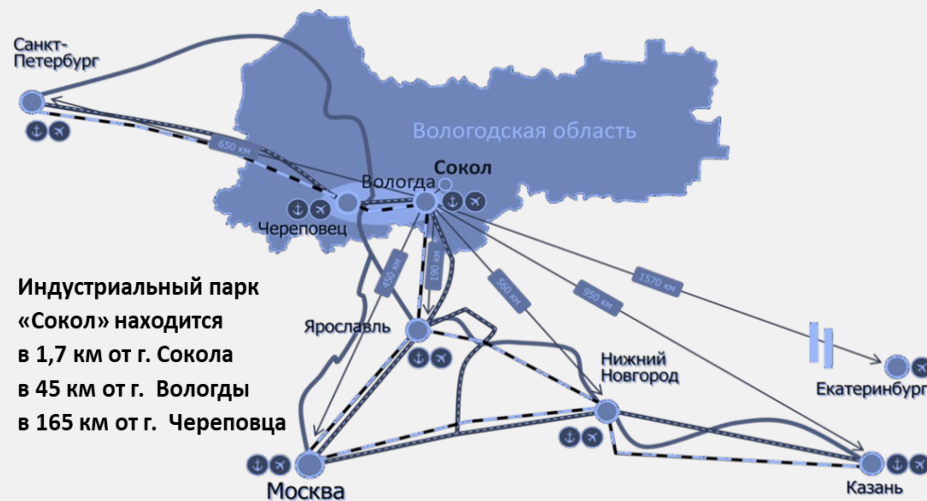 Санкт-
Петербург
Вологодская область
650 км
Сокол
Вологда
Череповец
450 км
190 км
560 км
950 км
1570 км
Индустриальный парк
«Сокол» находится
в 1,7 км от г. Сокола
в 45 км от г. Вологды
в 165 км от г. Череповца
Ярославль
Нижний
Новгород
Екатеринбург
Москва
Казань